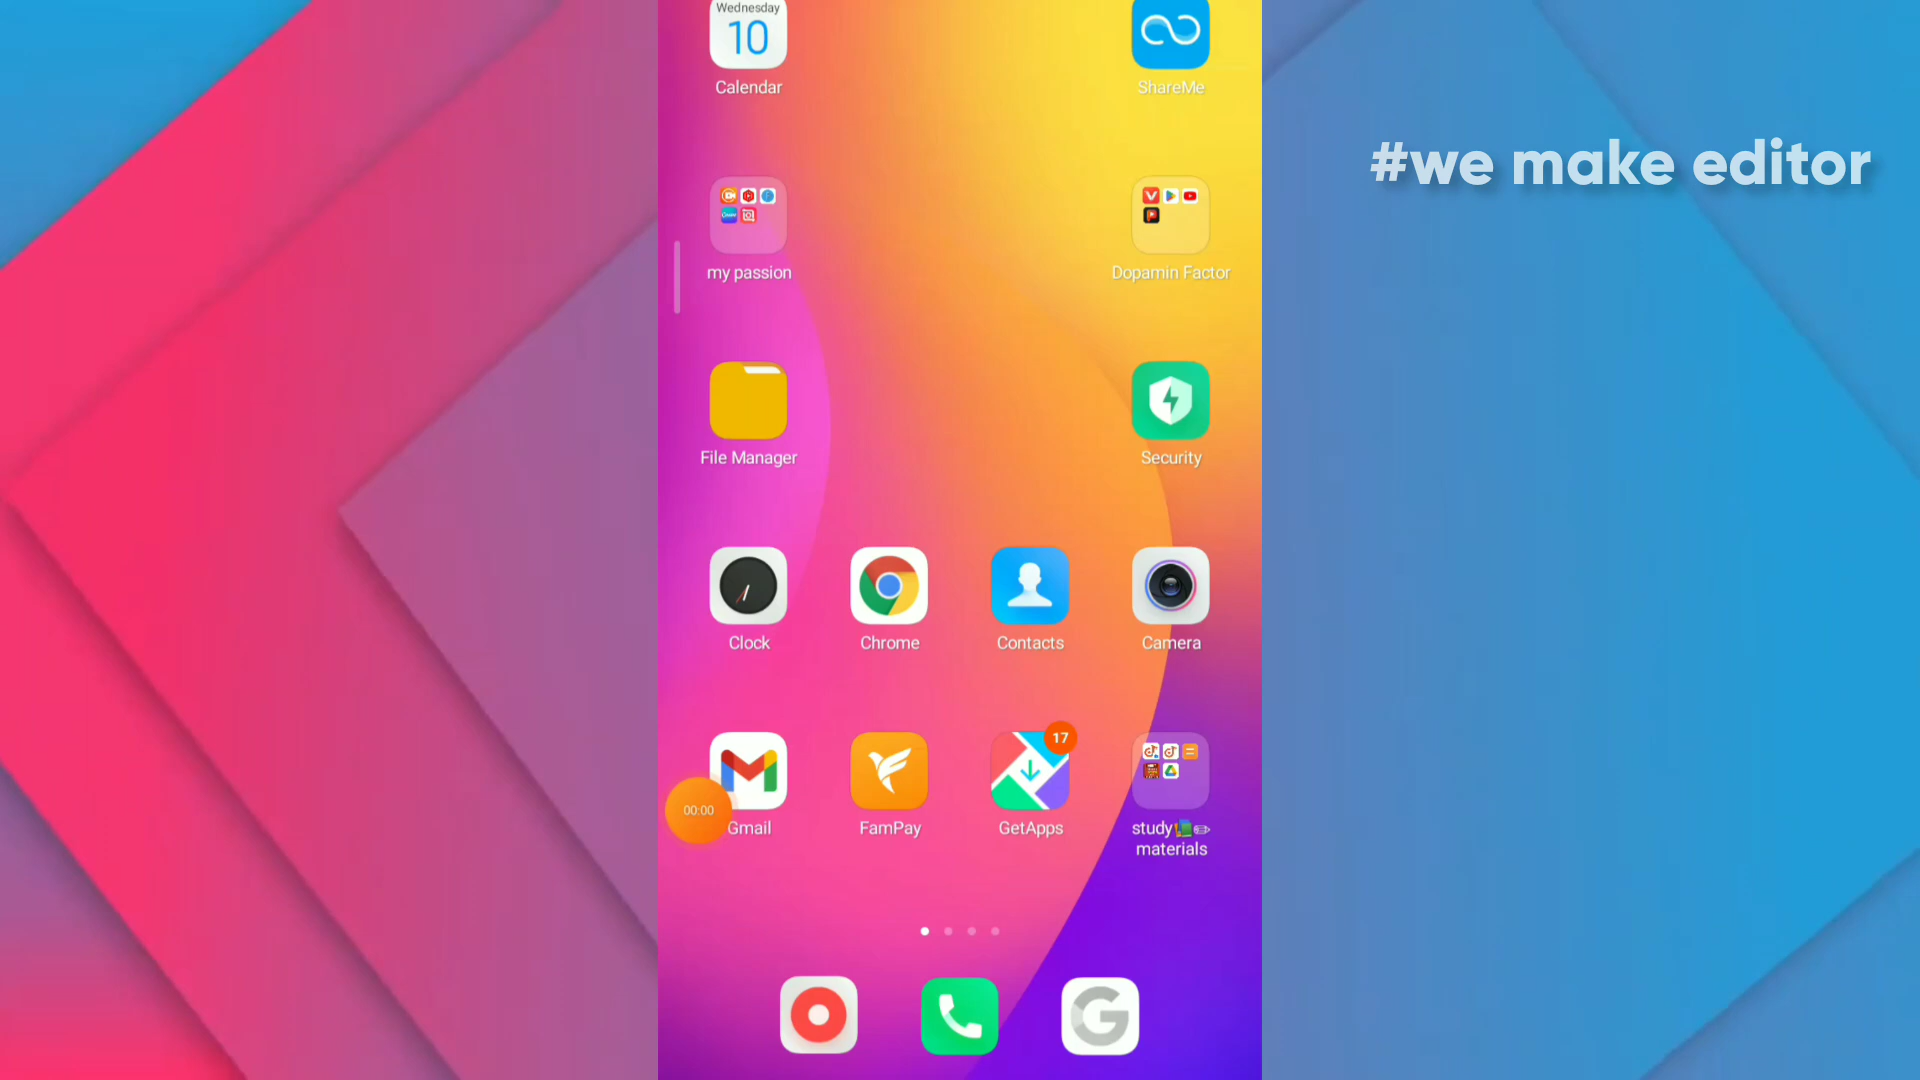 Wednesday
10
Calendar
ShareMe
#we make editor
my passion
Dopamin Factor
File Manager
Security
Clock
Chrome
Contacts
Camera
17
00:00
Gmail
FamPay
GetApps
study📚✏
materials